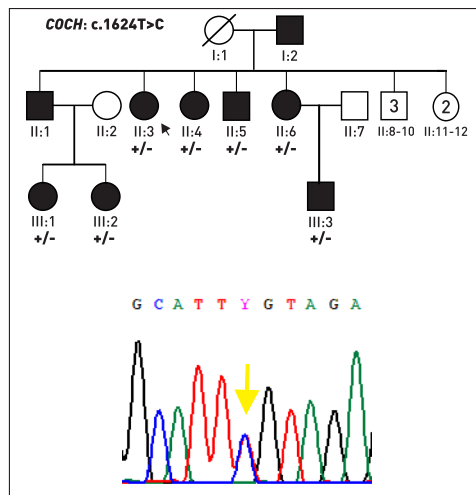 COCH: c.1624T>C
I:1 I:2
3 2
II:1 II:2 II:3 II:4 II:5 II:6 II:7 II:8-10 II:11-12
+/- +/- +/- +/-
III:1 III:2 III:3
+/- +/- +/-
G C A T T Y G T A G A